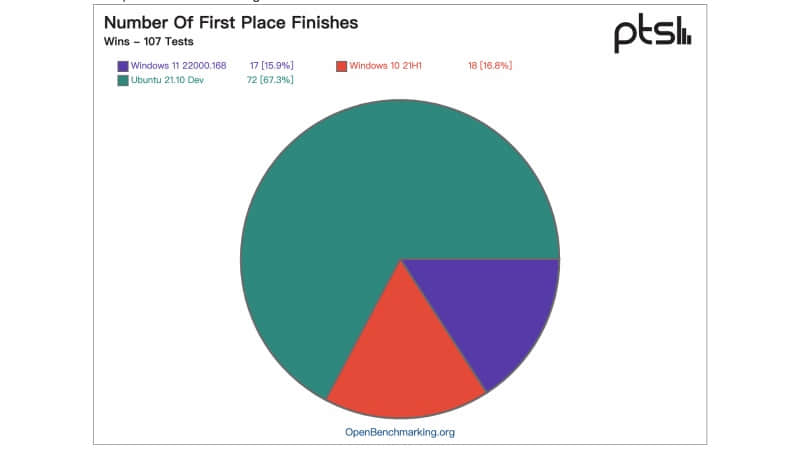 Number Of First Place Finishes
Wins - 107 Tests
ptsl
Windows 11 22000.168 17 [15.9%] Windows 10 21H1 18 [16.8%]
Ubuntu 21.10 Dev 72 [67.3%]
OpenBenchmarking.org